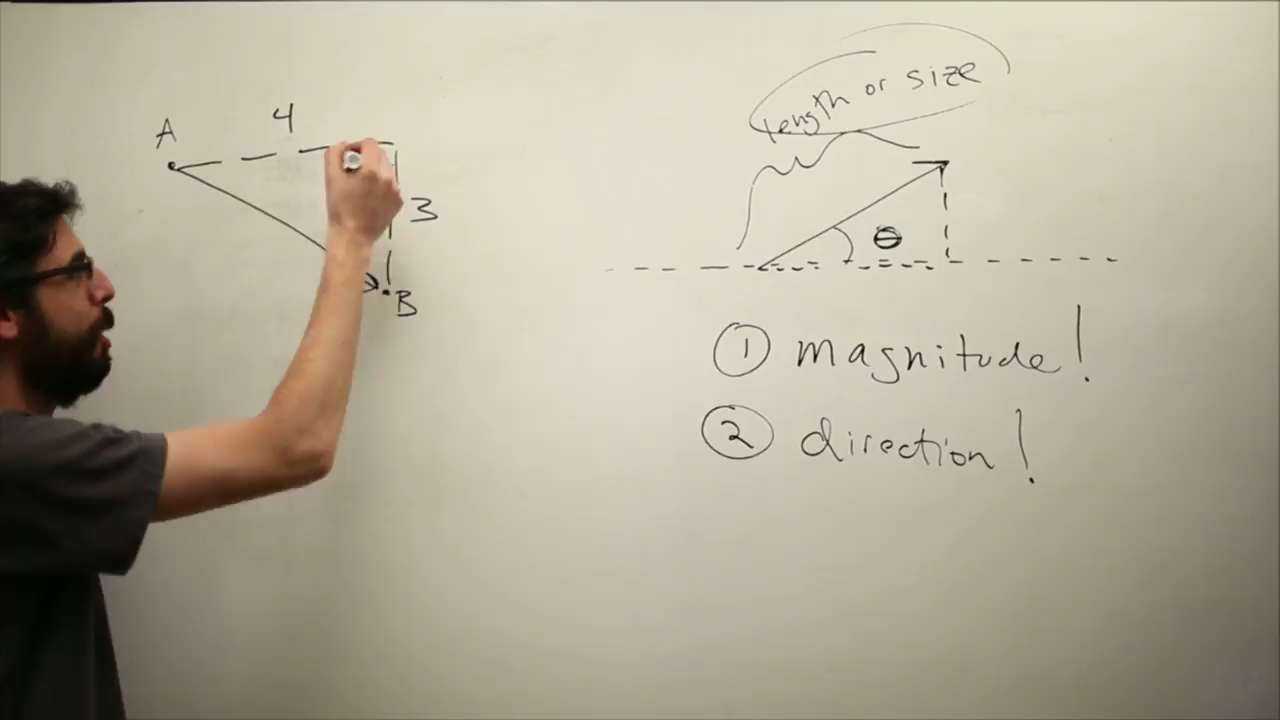 A
4
3
B
length or size
θ
1 magnitude!
2 direction!